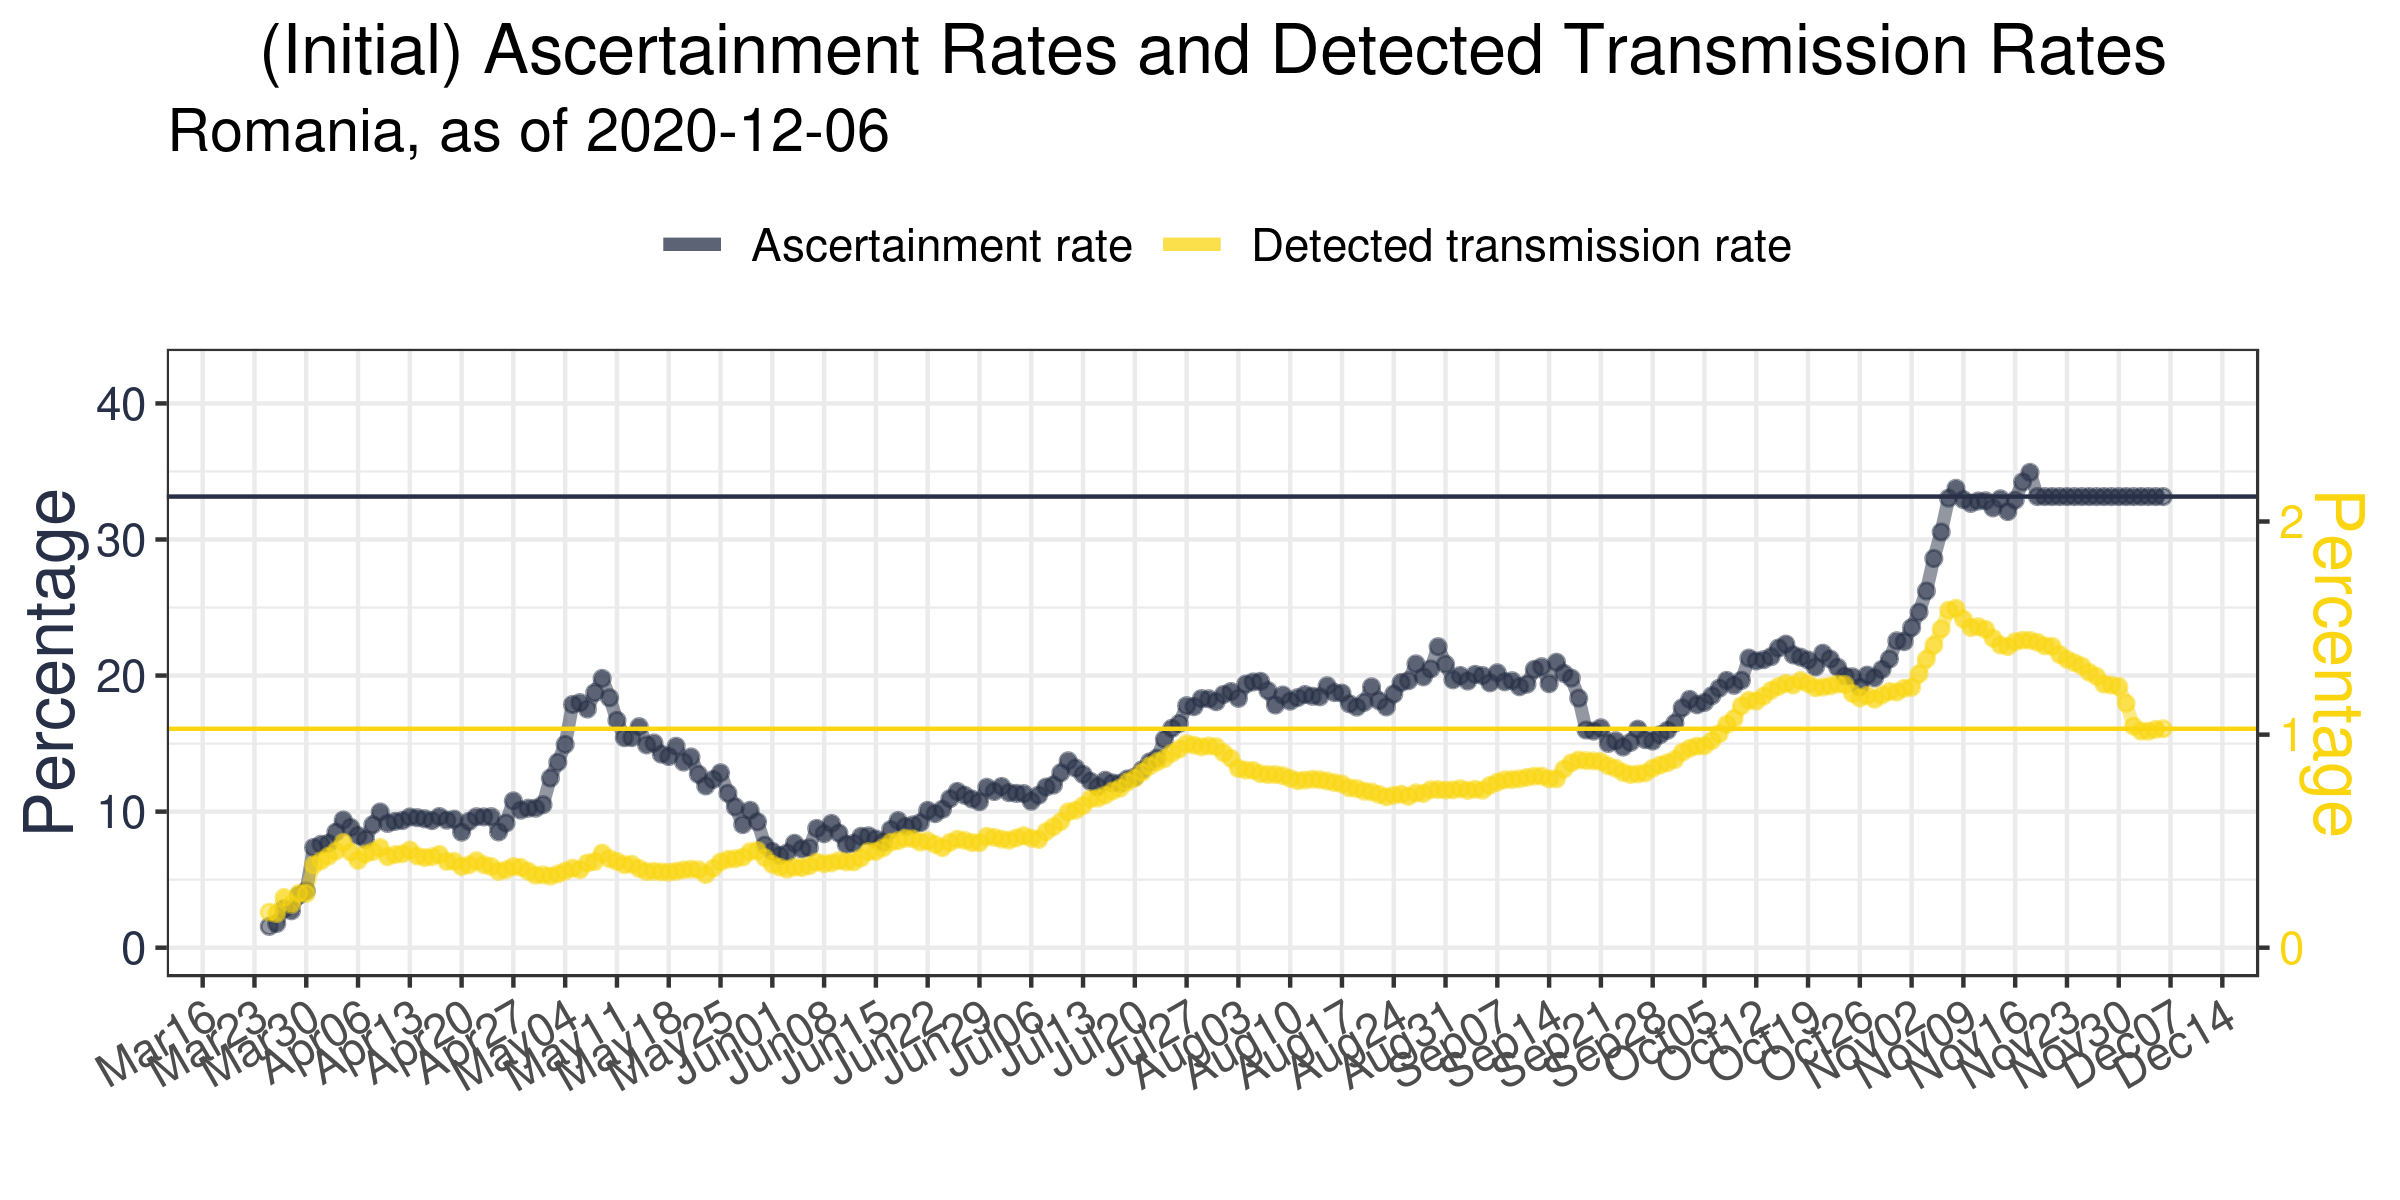 (Initial) Ascertainment Rates and Detected Transmission Rates
Romania, as of 2020-12-06
Ascertainment rate Detected transmission rate
Percentage
40
30
20
10
0
2
1
0
Percentage
Mar16 Mar23 Mar30 Apr06 Apr13 Apr20 Apr27 May04 May11 May18 May25 Jun01 Jun08 Jun15 Jun22 Jun29 Jul06 Jul13 Jul20 Jul27 Aug03 Aug10 Aug17 Aug24 Aug31 Sep07 Sep14 Sep21 Sep28 Oct05 Oct12 Oct19 Oct26 Nov02 Nov09 Nov16 Nov23 Nov30 Dec07 Dec14